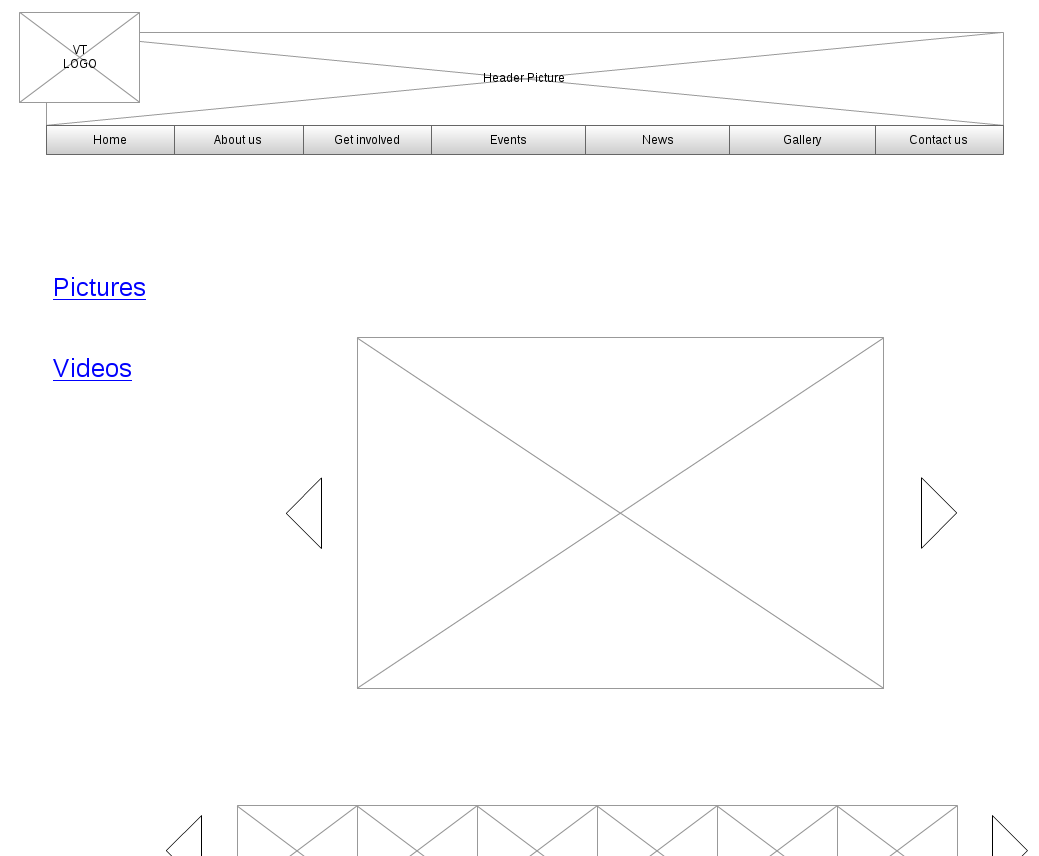 VT
LOGO
Header Picture
Home
About us
Get involved
Events
News
Gallery
Contact us
Pictures
Videos